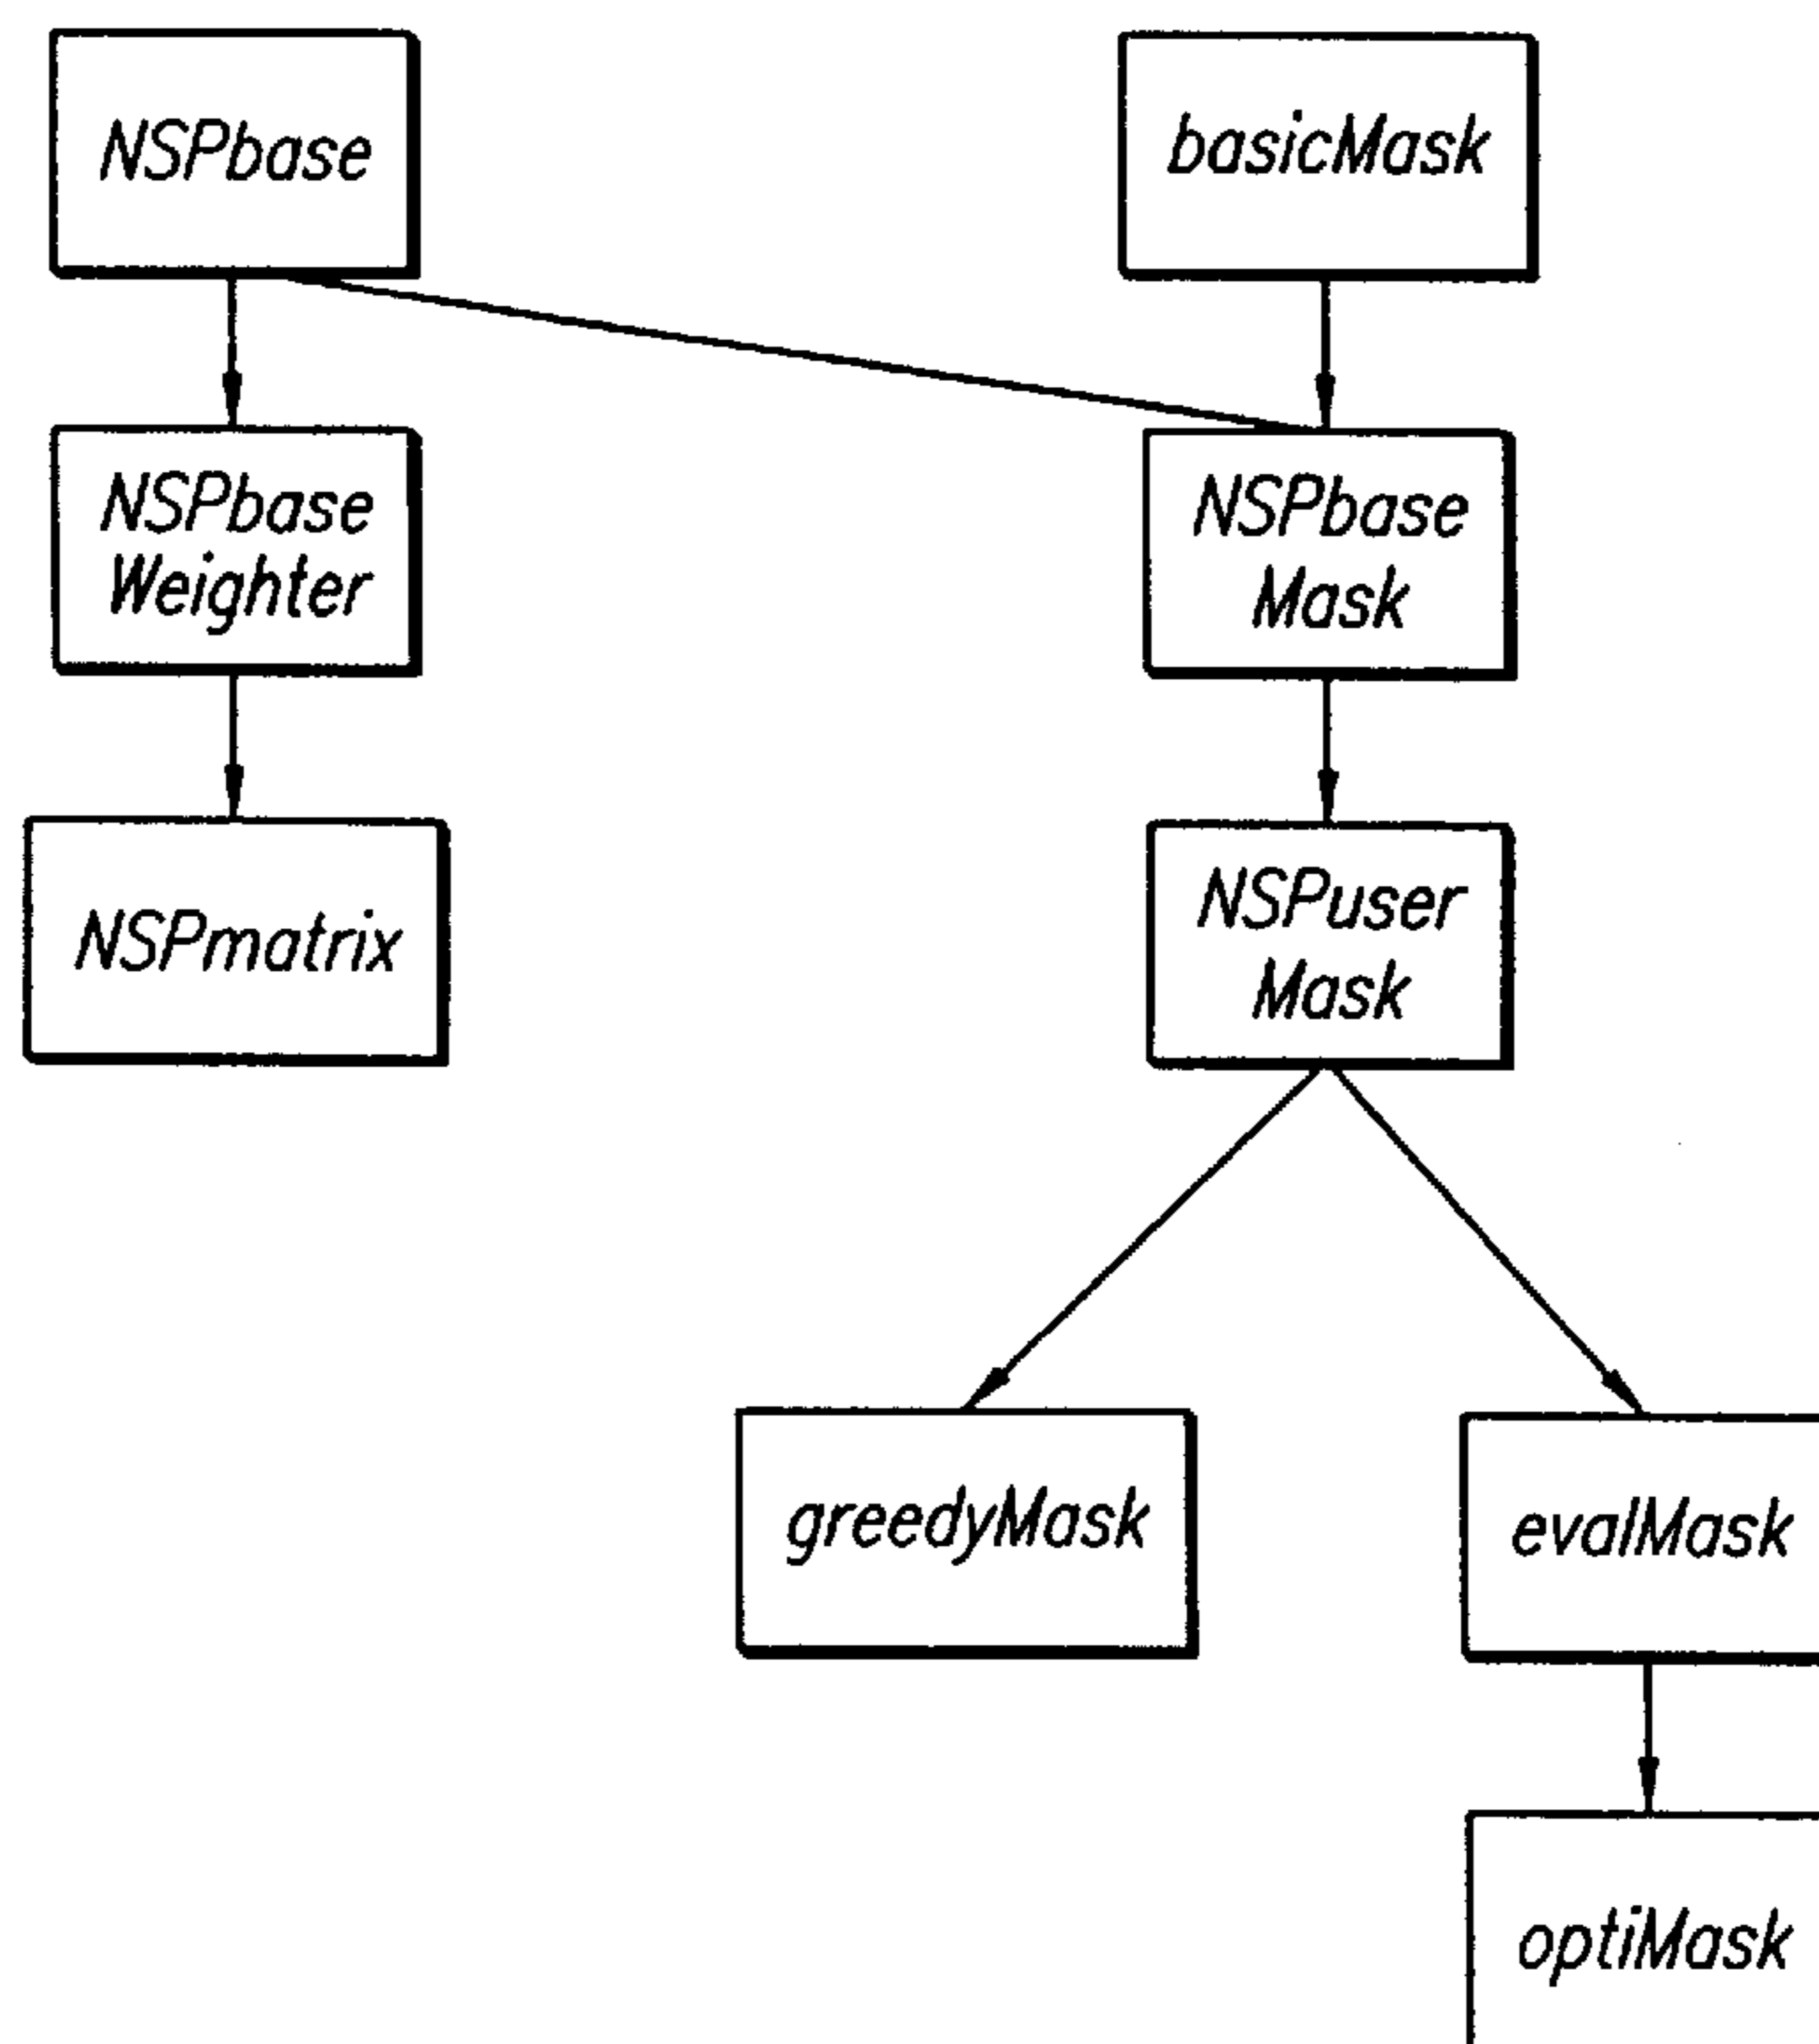 NSPbase
basicMask
NSPbase
Weighter
NSPbase
Mask
NSPmatrix
NSPuser
Mask
greedyMask
evalMask
optiMask